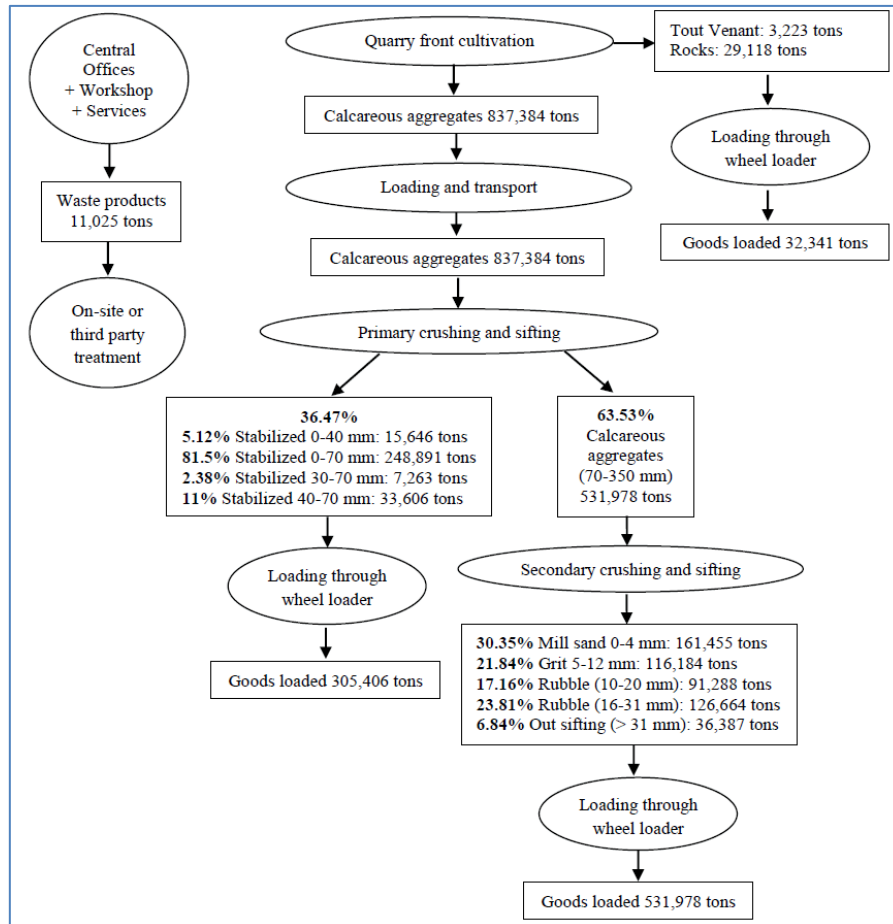 Central
Offices
+ Workshop
+ Services
Waste products
11,025 tons
On-site or
third party
treatment
Quarry front cultivation
Tout Venant: 3,223 tons
Rocks: 29,118 tons
Loading through
wheel loader
Goods loaded 32,341 tons
Calcareous aggregates 837,384 tons
Loading and transport
Calcareous aggregates 837,384 tons
Primary crushing and sifting
36.47%
5.12% Stabilized 0-40 mm: 15,646 tons
81.5% Stabilized 0-70 mm: 248,891 tons
2.38% Stabilized 30-70 mm: 7,263 tons
11% Stabilized 40-70 mm: 33,606 tons
Loading through
wheel loader
Goods loaded 305,406 tons
63.53%
Calcareous
aggregates
(70-350 mm)
531,978 tons
Secondary crushing and sifting
30.35% Mill sand 0-4 mm: 161,455 tons
21.84% Grit 5-12 mm: 116,184 tons
17.16% Rubble (10-20 mm): 91,288 tons
23.81% Rubble (16-31 mm): 126,664 tons
6.84% Out sifting (> 31 mm): 36,387 tons
Loading through
wheel loader
Goods loaded 531,978 tons